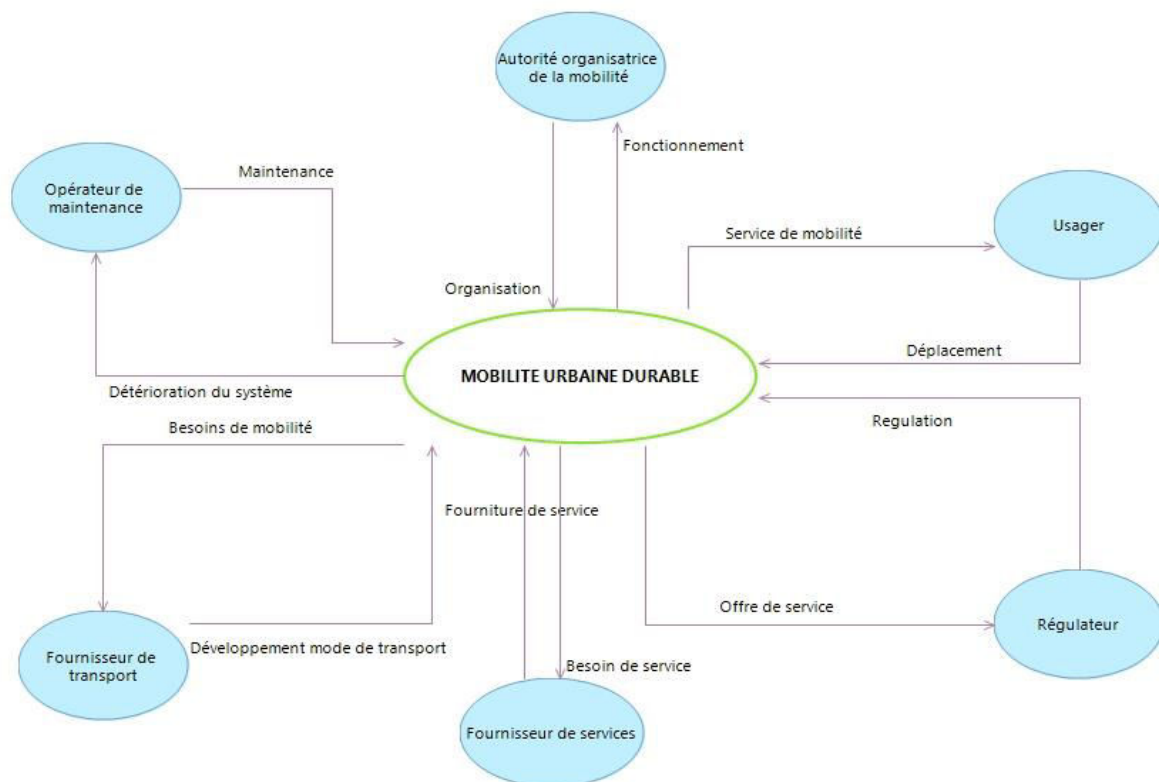 Autorité organisatrice
de la mobilité
Fonctionnement
Maintenance
Opérateur de
maintenance
Usager
Service de mobilité
Organisation
Déplacement
MOBILITE URBAINE DURABLE
Détérioration du système
Besoins de mobilité
Regulation
Fourniture de service
Offre de service
Régulateur
Développement mode de transport
Fournisseur de
transport
Besoin de service
Fournisseur de services